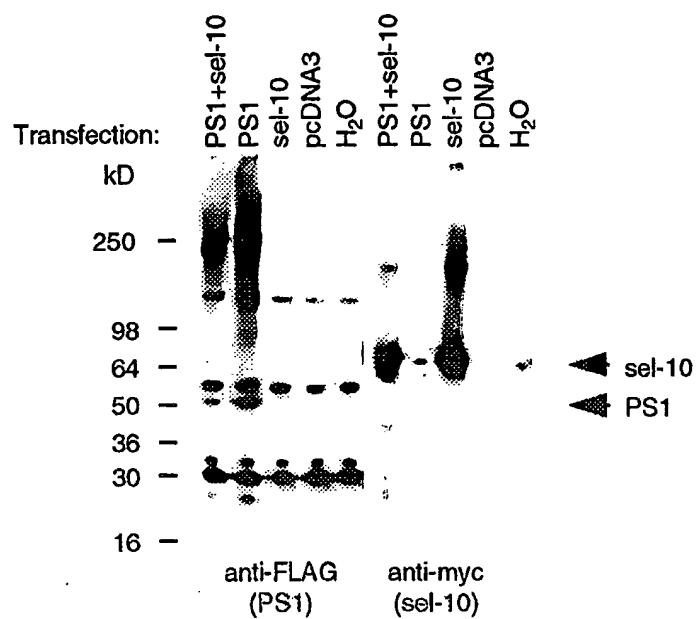 PS1+sel-10
PS1
sel-10
pcDNA3
H2O
PS1+sel-10
PS1
sel-10
pcDNA3
H2O
Transfection:
kD
250
98
64
50
36
30
16
sel-10
PS1
anti-FLAG
(PS1)
anti-myc
(sel-10)